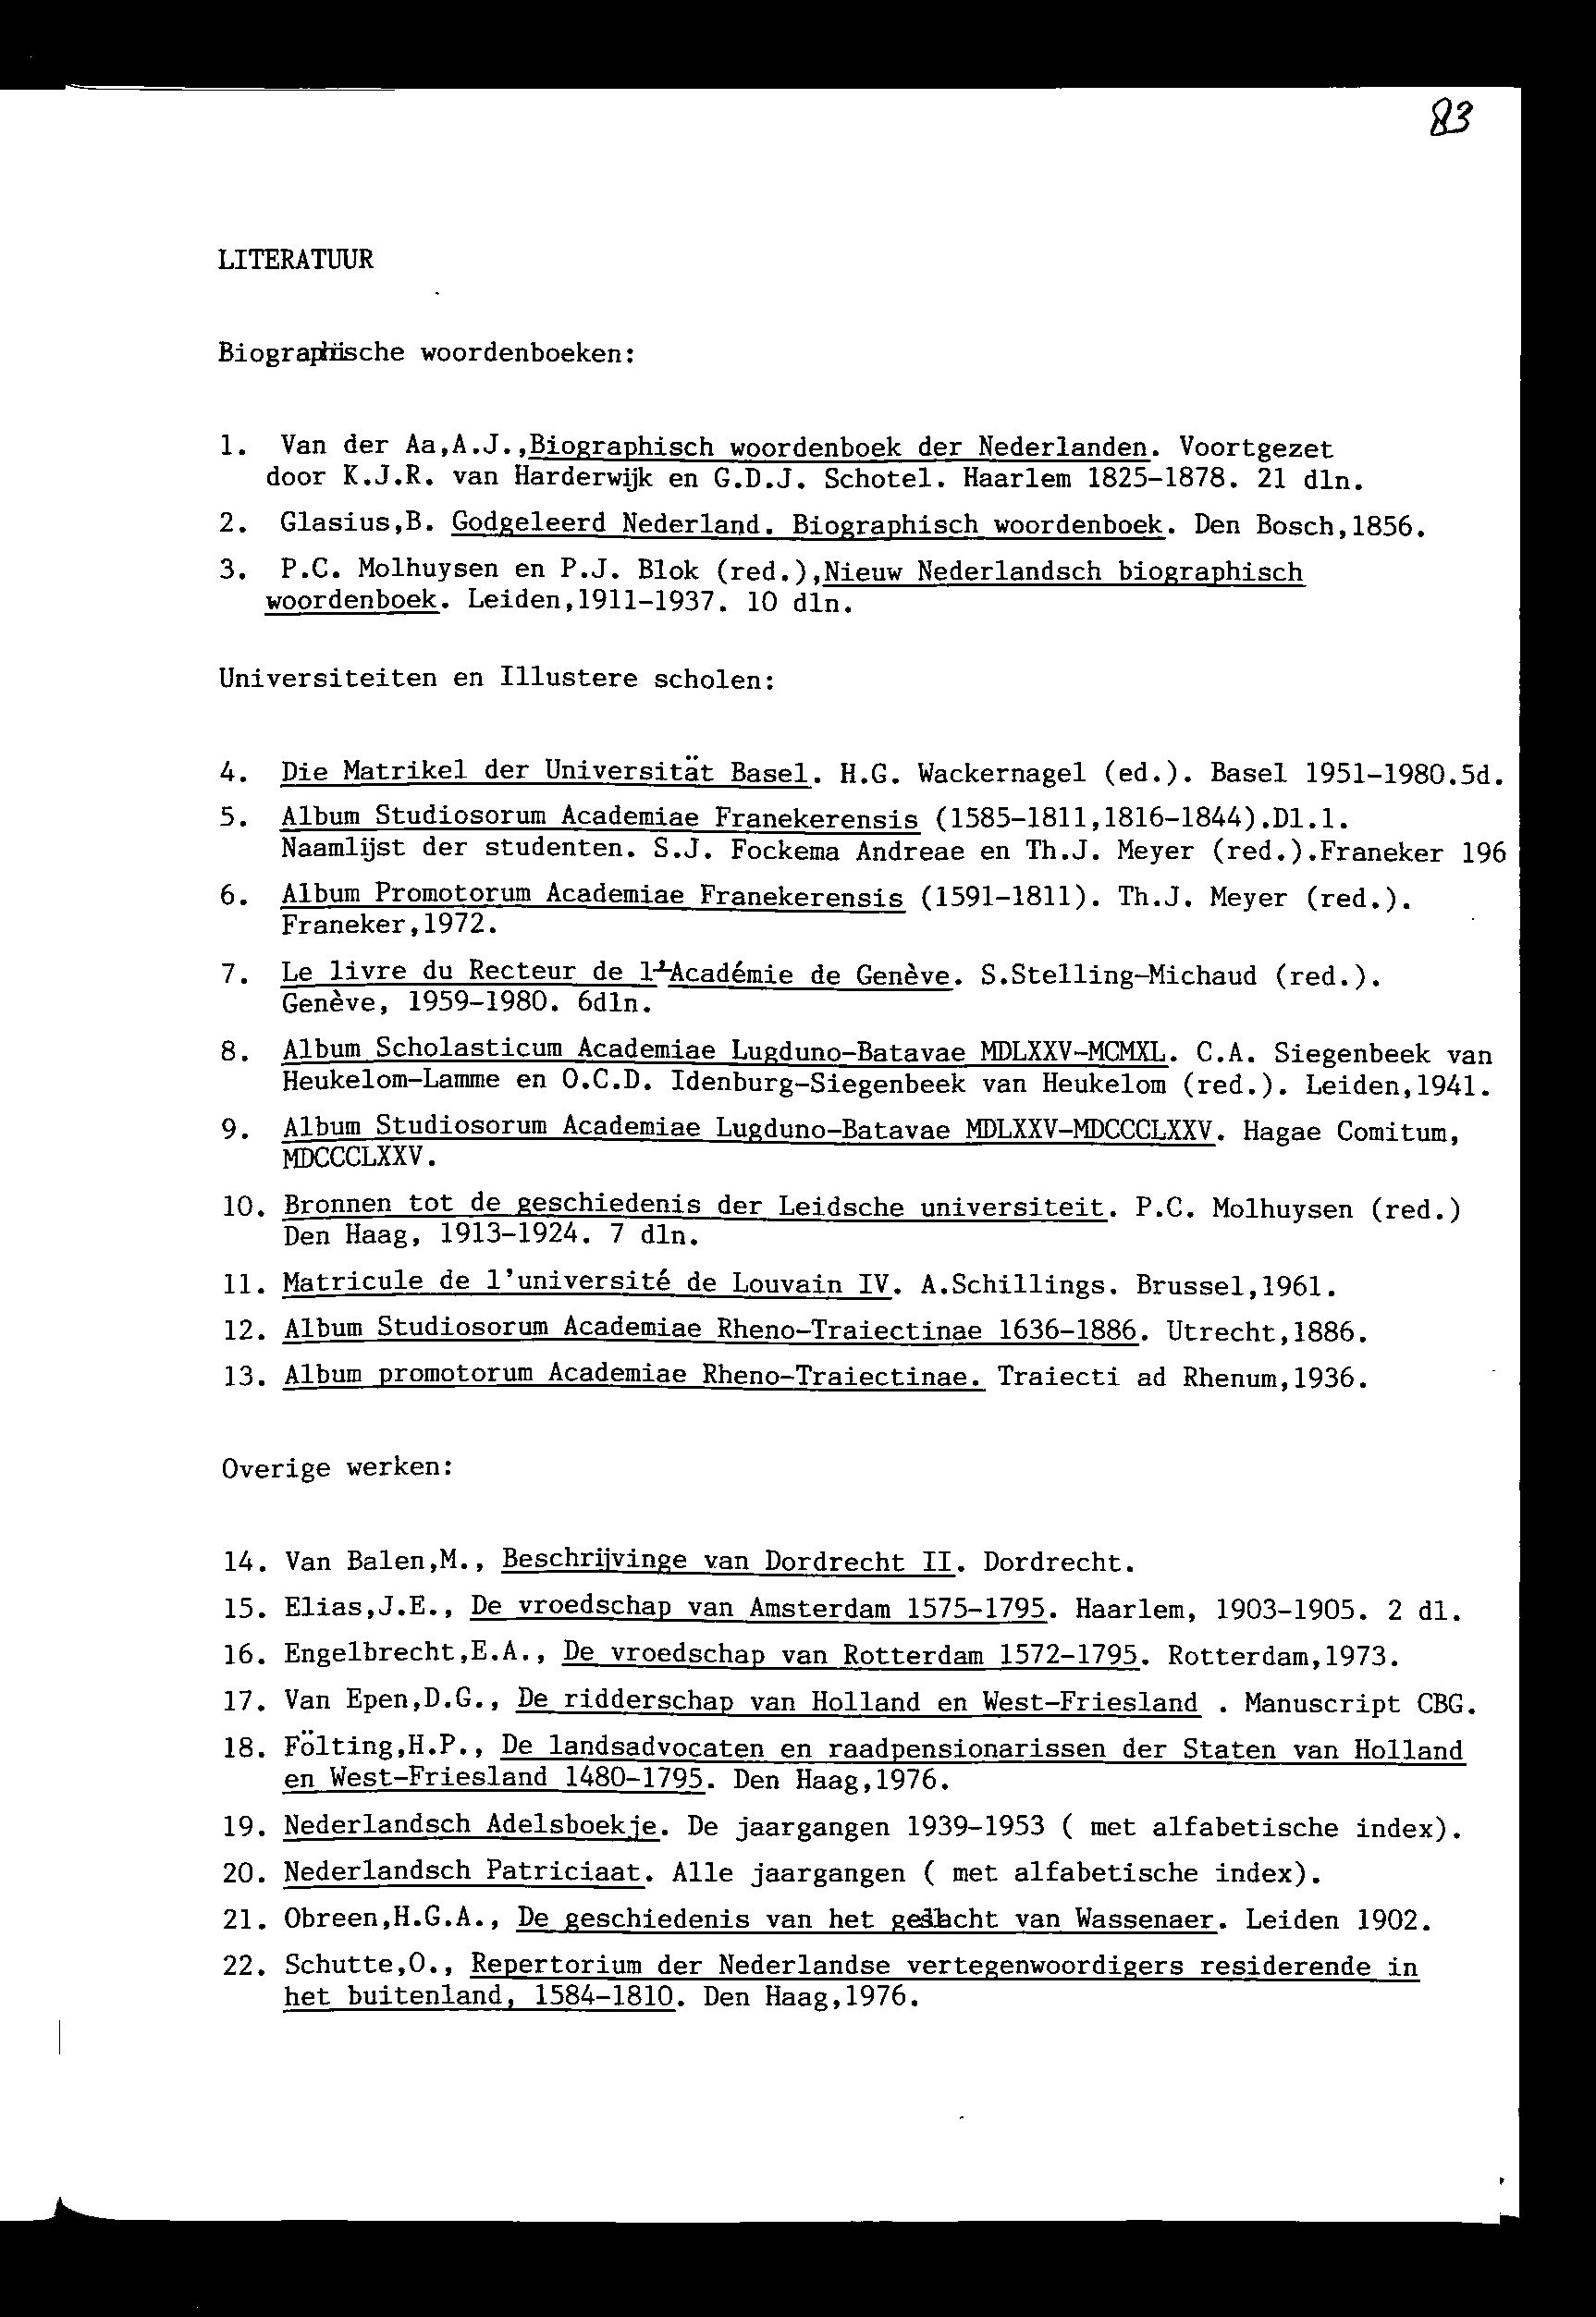 83
LITERATUUR
Biographische woordenboeken:
1. Van der Aa,A.J.,Biographisch woordenboek der Nederlanden. Voortgezet
door K.J.R. van Harderwijk en G.D.J. Schotel. Haarlem 1825-1878. 21 dln.
2. Glasius,B. Godgeleerd Nederland. Biographisch woordenboek. Den Bosch,1856.
3. P.C. Molhuysen en P.J. Blok (red.),Nieuw Nederlandsch biographisch
woordenboek. Leiden,1911-1937. 10 dln.
Universiteiten en Illustere scholen:
4. Die Matrikel der Universität Basel. H.G. Wackernagel (ed.). Basel 1951-1980.5d.
5. Album Studiosorum Academiae Franekerensis (1585-1811,1816-1844).Dl.1.
Naamlijst der studenten. S.J. Fockema Andreae en Th.J. Meyer (red.).Franeker 196
6. Album Promotorum Academiae Franekerensis (1591-1811). Th.J. Meyer (red.).
Franeker,1972.
7. Le livre du Recteur de l'Académie de Genève. S.Stelling-Michaud (red.).
Genève, 1959-1980. 6dln.
8. Album Scholasticum Academiae Lugduno-Batavae MDLXXV-MCMXL. C.A. Siegenbeek van
Heukelom-Lamme en O.C.D. Idenburg-Siegenbeek van Heukelom (red.). Leiden,1941.
9. Album Studiosorum Academiae Lugduno-Batavae MDLXXV-MDCCCLXXV. Hagae Comitum,
MDCCCLXXV.
10. Bronnen tot de geschiedenis der Leidsche universiteit. P.C. Molhuysen (red.)
Den Haag, 1913-1924. 7 dln.
11. Matricule de l'université de Louvain IV. A.Schillings. Brussel,1961.
12. Album Studiosorum Academiae Rheno-Traiectinae 1636-1886. Utrecht,1886.
13. Album promotorum Academiae Rheno-Traiectinae. Traiecti ad Rhenum,1936.
Overige werken:
14. Van Balen,M., Beschrijvinge van Dordrecht II. Dordrecht.
15. Elias,J.E., De vroedschap van Amsterdam 1575-1795. Haarlem, 1903-1905. 2 dl.
16. Engelbrecht,E.A., De vroedschap van Rotterdam 1572-1795. Rotterdam,1973.
17. Van Epen,D.G., De ridderschap van Holland en West-Friesland . Manuscript CBG.
18. Fölting,H.P., De landsadvocaten en raadpensionarissen der Staten van Holland
en West-Friesland 1480-1795. Den Haag,1976.
19. Nederlandsch Adelsboekje. De jaargangen 1939-1953 ( met alfabetische index).
20. Nederlandsch Patriciaat. Alle jaargangen ( met alfabetische index).
21. Obreen,H.G.A., De geschiedenis van het geslacht van Wassenaer. Leiden 1902.
22. Schutte,O., Repertorium der Nederlandse vertegenwoordigers residerende in
het buitenland, 1584-1810. Den Haag,1976.